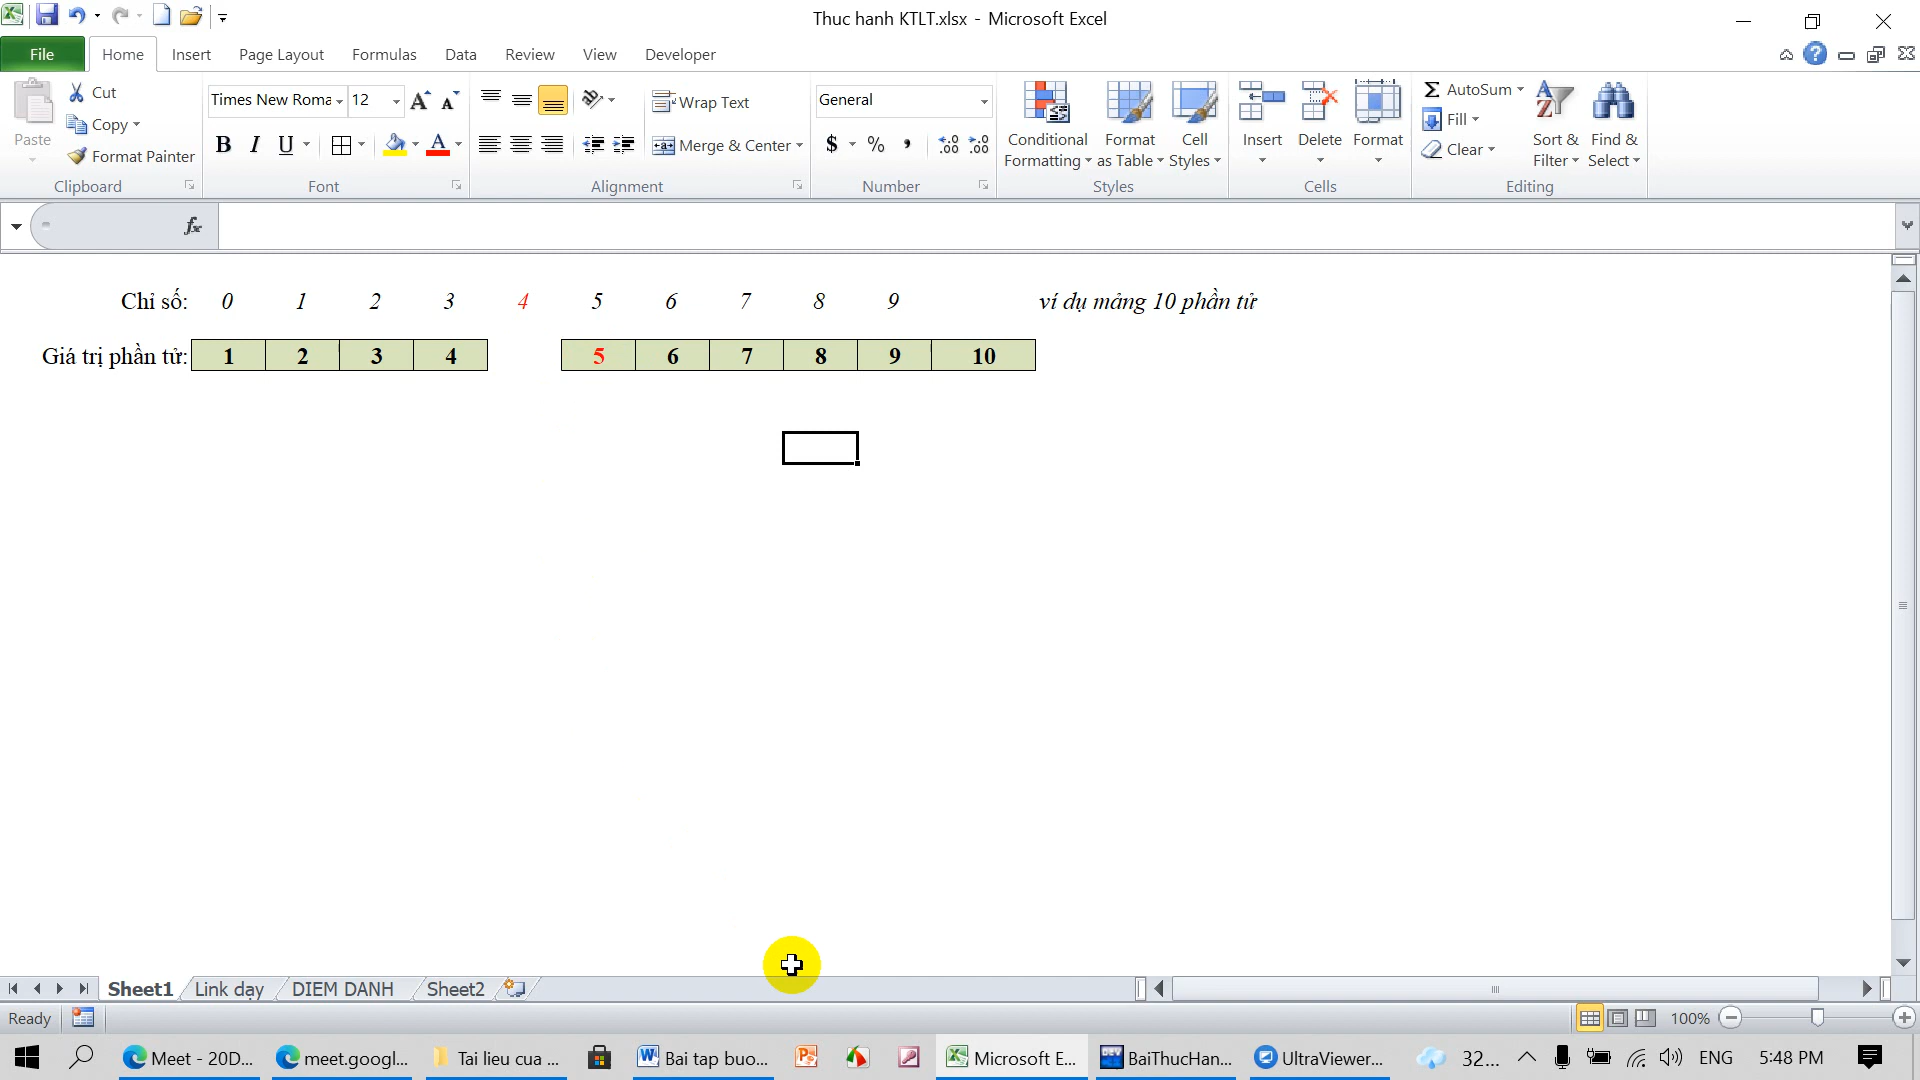 Thuc hanh KTLT.xlsx - Microsoft Excel
File Home Insert Page Layout Formulas Data Review View Developer
Paste Cut Copy Format Painter Clipboard
Times New Roma 12 B I U Font
Wrap Text Merge & Center Alignment
General $ % , Number
Conditional Formatting Format as Table Cell Styles Styles
Insert Delete Format Cells
Σ AutoSum Fill Clear Sort & Filter Find & Select Editing
fx
Chỉ số: 0 1 2 3 4 5 6 7 8 9 ví dụ mảng 10 phần tử
Giá trị phần tử: 1 2 3 4 5 6 7 8 9 10
Sheet1 Link dạy DIEM DANH Sheet2
Ready 100%
Meet - 20D... meet.googl... Tai lieu cua ... Bai tap buo... Microsoft E... BaiThucHan... UltraViewer... 32... ENG 5:48 PM